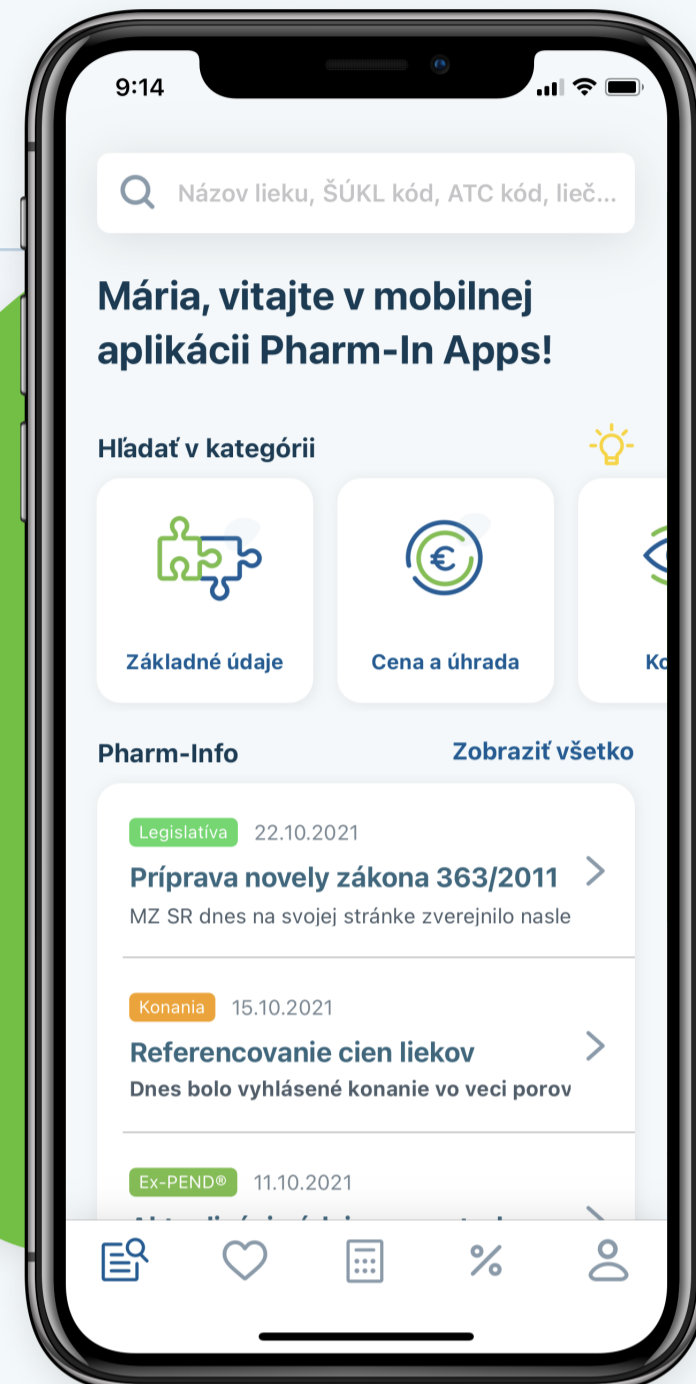 9:14
Názov lieku, ŠÚKL kód, ATC kód, lieč...
Mária, vitajte v mobilnej
aplikácii Pharm-In Apps!
Hľadať v kategórii
€
Základné údaje
Cena a úhrada
Pharm-Info
Zobraziť všetko
Legislatíva 22.10.2021
Príprava novely zákona 363/2011
MZ SR dnes na svojej stránke zverejnilo nasle
Konania 15.10.2021
Referencovanie cien liekov
Dnes bolo vyhlásené konanie vo veci porov
Ex-PEND® 11.10.2021
%